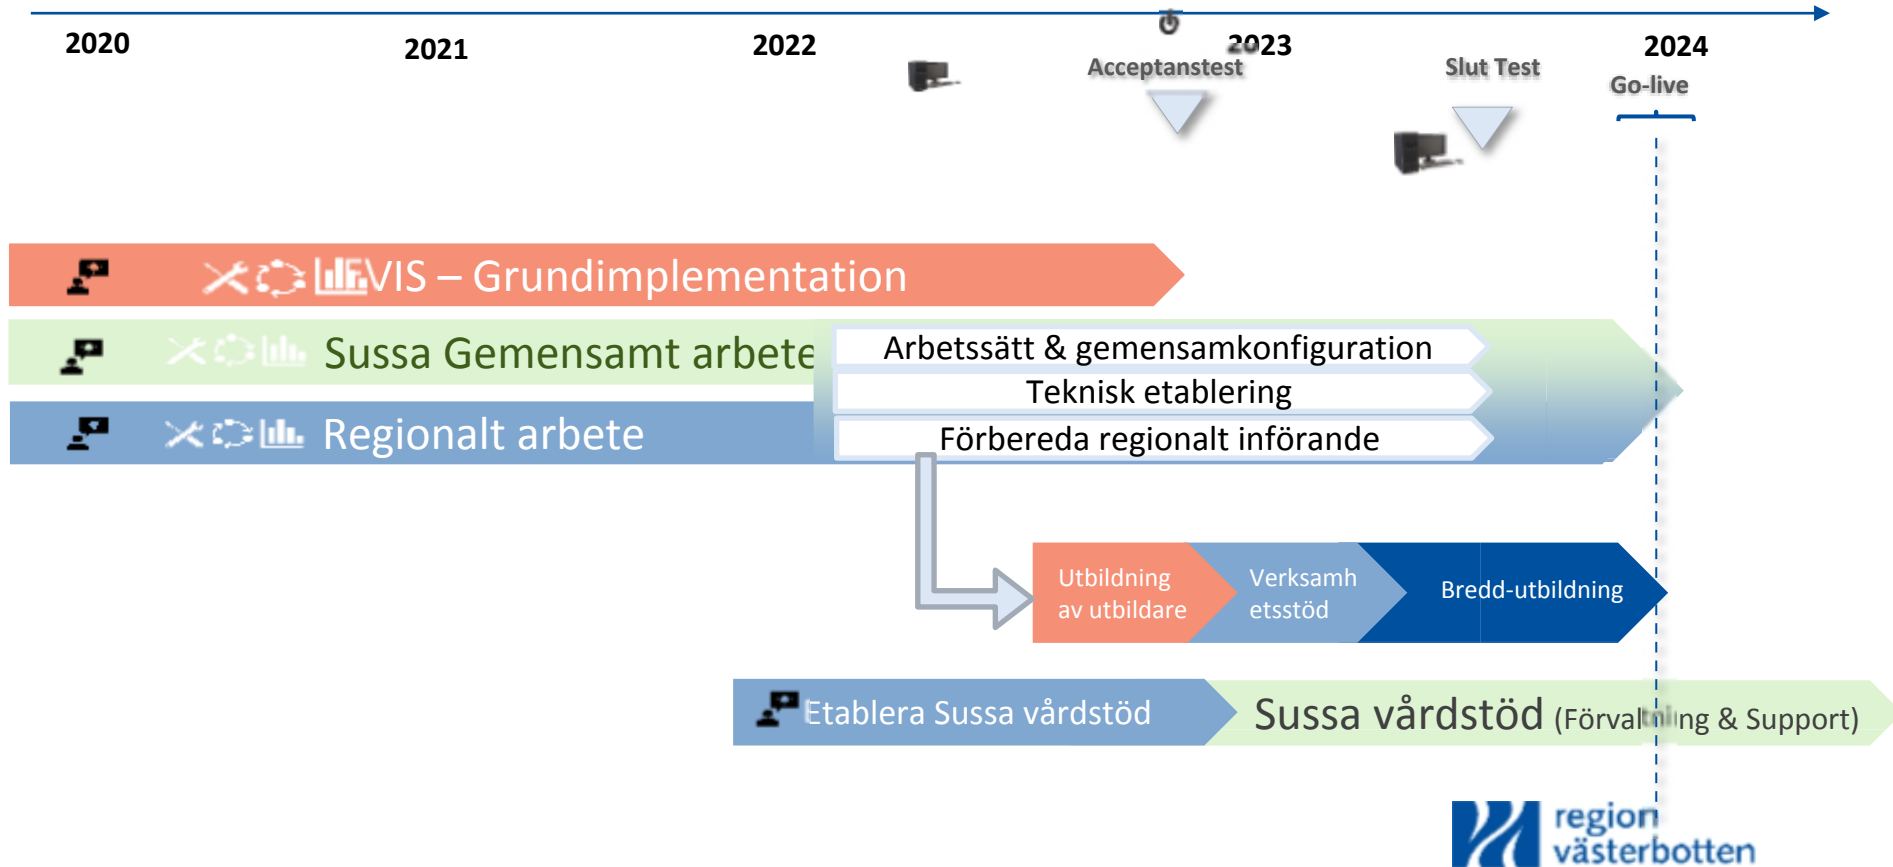 2020 2021 2022 2023 2024
Acceptanstest Slut Test
Go-live
FVIS – Grundimplementation
Sussa Gemensamt arbete
Arbetssätt & gemensamkonfiguration
Teknisk etablering
Regionalt arbete
Förbereda regionalt införande
Utbildning
av utbildare
Verksamh
etsstöd
Bredd-utbildning
Etablera Sussa vårdstöd
Sussa vårdstöd (Förvaltning & Support)
region
västerbotten